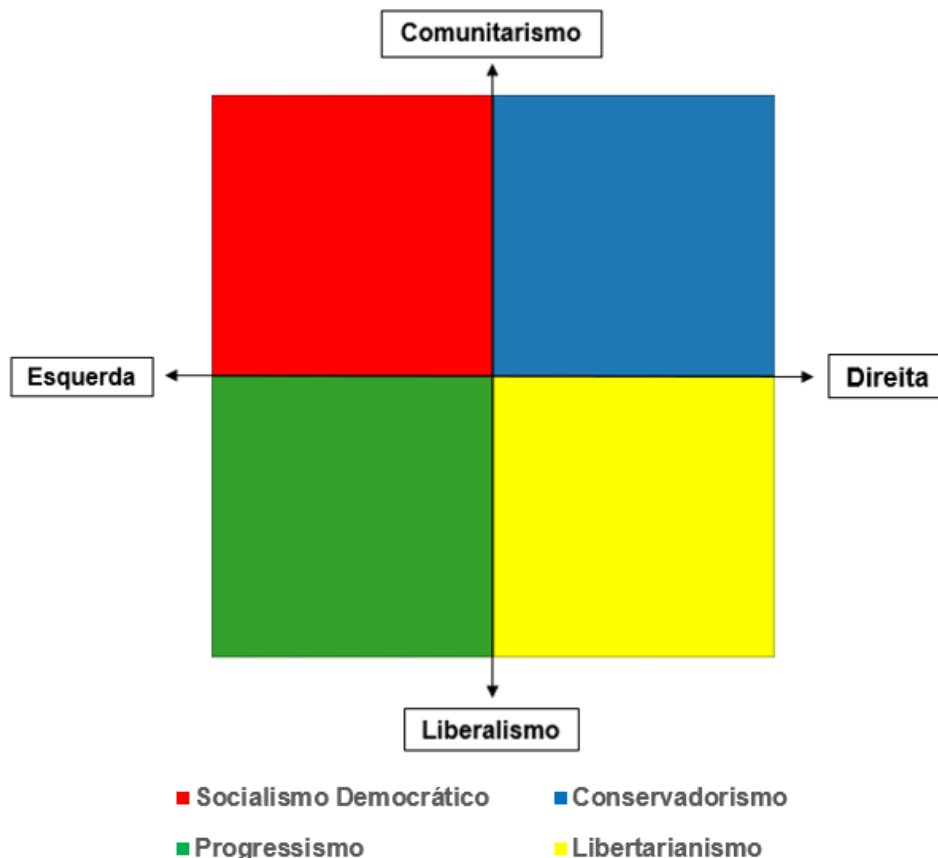 Comunitarismo
Esquerda
Direita
Liberalismo
Socialismo Democrático
Conservadorismo
Progressismo
Libertarianismo